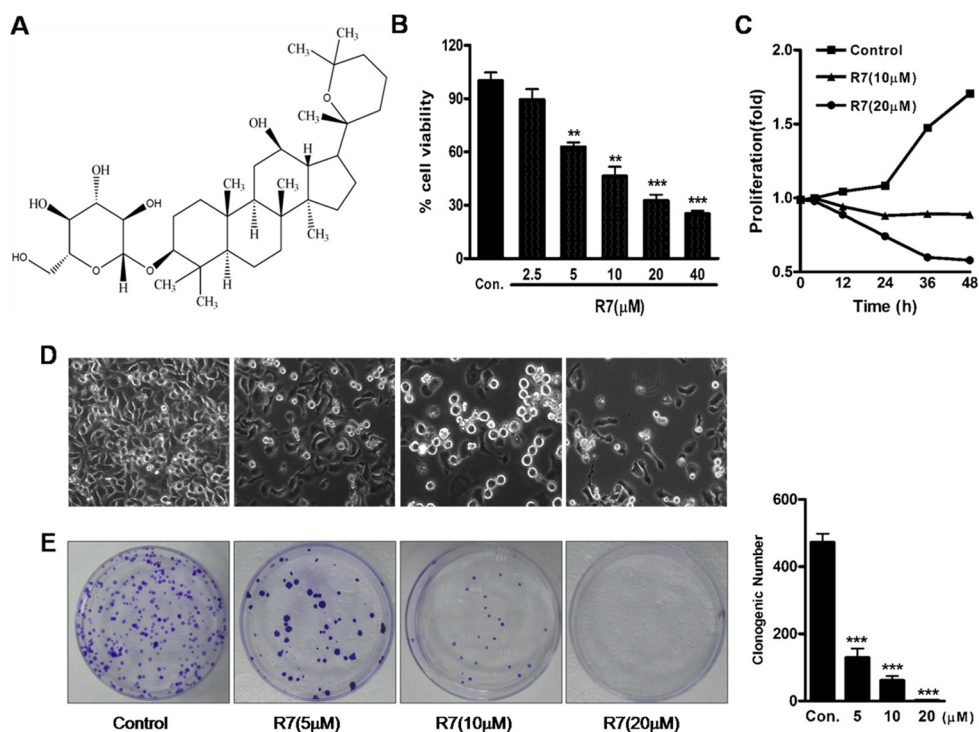 A
H₃C
CH₃
O
H₃C
CH₃
OH
H
CH₃
CH₃
OH
HO
OH
H
CH₃
HO
O
O
H
H
H₃C
CH₃
B
120
90
60
30
0
% cell viability
**
**
***
***
Con.
2.5
5
10
20
40
R7(μM)
C
2.0
1.5
1.0
0.5
Proliferation(fold)
Control
R7(10μM)
R7(20μM)
0 12 24 36 48
Time (h)
D
E
Control
R7(5μM)
R7(10μM)
R7(20μM)
600
400
200
0
Clonogenic Number
***
***
***
Con. 5 10 20 (μM)